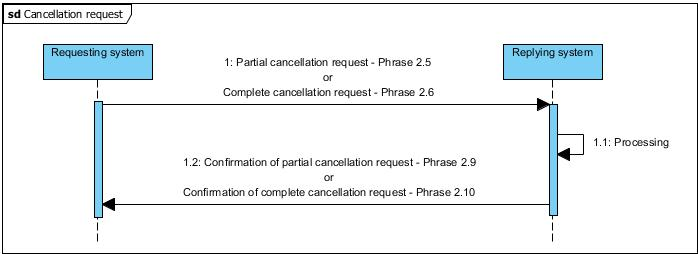 sd Cancellation request
Requesting system
Replying system
1: Partial cancellation request - Phrase 2.5
or
Complete cancellation request - Phrase 2.6
1.1: Processing
1.2: Confirmation of partial cancellation request - Phrase 2.9
or
Confirmation of complete cancellation request - Phrase 2.10